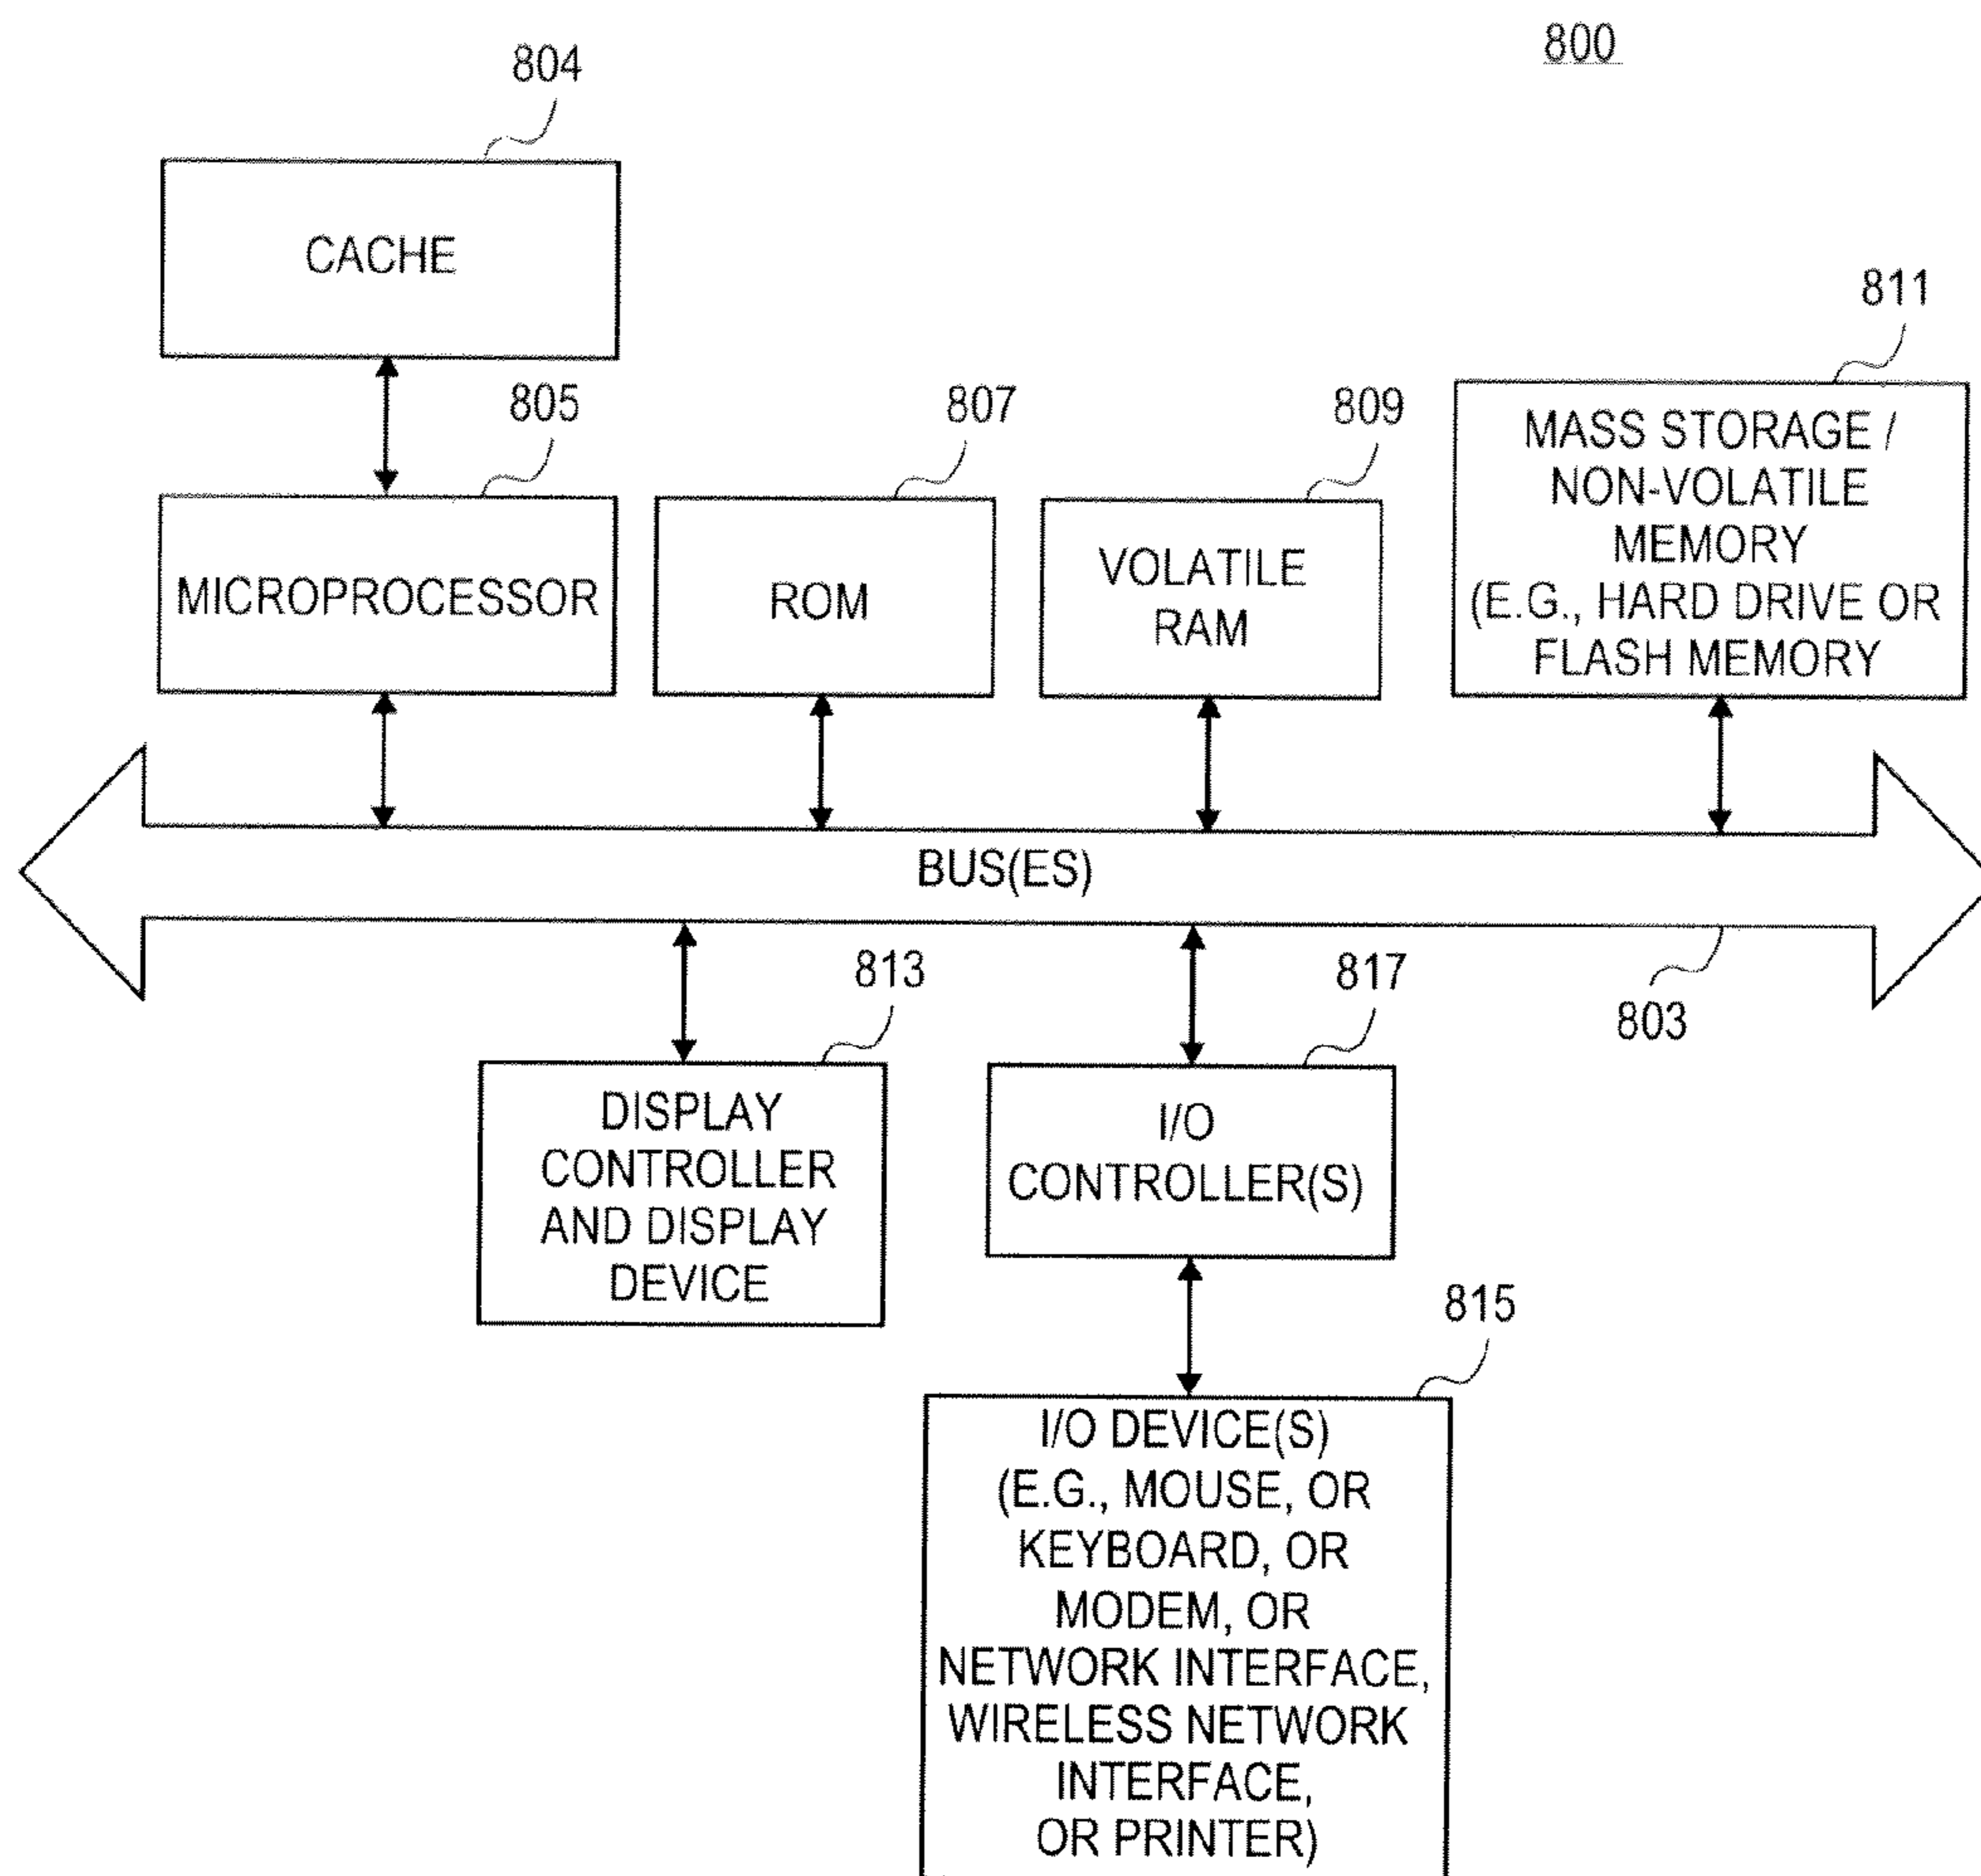 800
804
CACHE
811
805
807
809
MASS STORAGE /
NON-VOLATILE
MEMORY
(E.G., HARD DRIVE OR
FLASH MEMORY
MICROPROCESSOR
ROM
VOLATILE
RAM
BUS(ES)
813
817
803
DISPLAY
CONTROLLER
AND DISPLAY
DEVICE
I/O
CONTROLLER(S)
815
I/O DEVICE(S)
(E.G., MOUSE, OR
KEYBOARD, OR
MODEM, OR
NETWORK INTERFACE,
WIRELESS NETWORK
INTERFACE,
OR PRINTER)